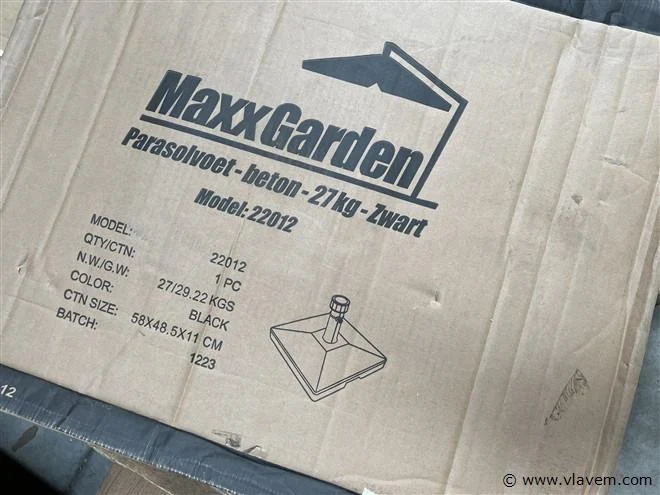 MaxxGarden
Parasolvoet - beton - 27kg - Zwart
Model: 22012
MODEL: 22012
QTY/CTN: 1 PC
N.W./G.W: 27/29.22 KGS
COLOR: BLACK
CTN SIZE: 58X48.5X11 CM
BATCH: 1223
12
© www.vlavem.com